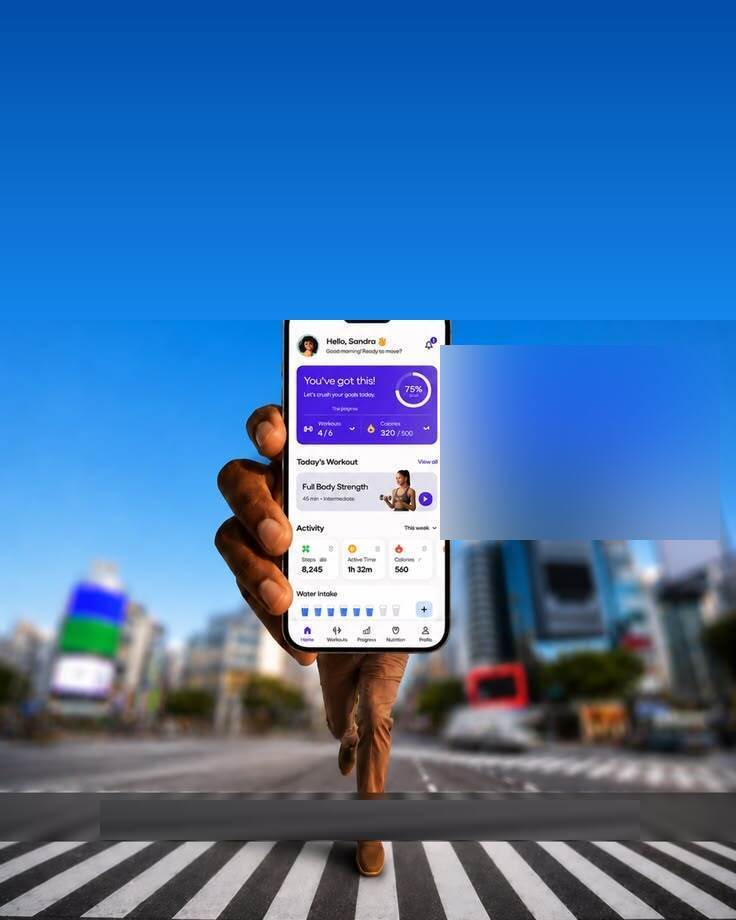 Hello, Sandra 👋
Good morning! Ready to move?
You've got this!
Let's crush your goals today.
75%
Workouts
4 / 6
Calories
320 / 500
Today's Workout
View all
Full Body Strength
45 min • Intermediate
Activity
This week
Steps
8,245
Active Time
1h 32m
Calories
560
Water Intake
+
Home
Workouts
Progress
Nutrition
Profile